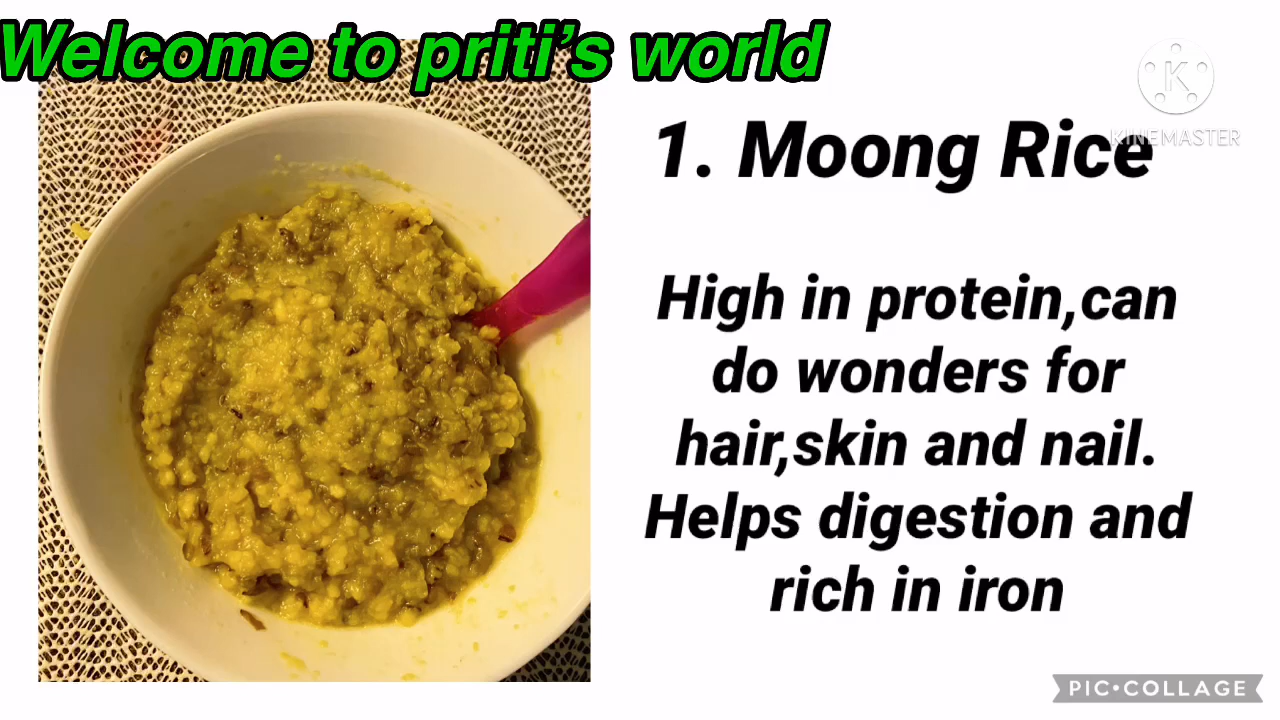 Welcome to priti's world
K
KINEMASTER
1. Moong Rice
High in protein,can
do wonders for
hair,skin and nail.
Helps digestion and
rich in iron
PIC•COLLAGE